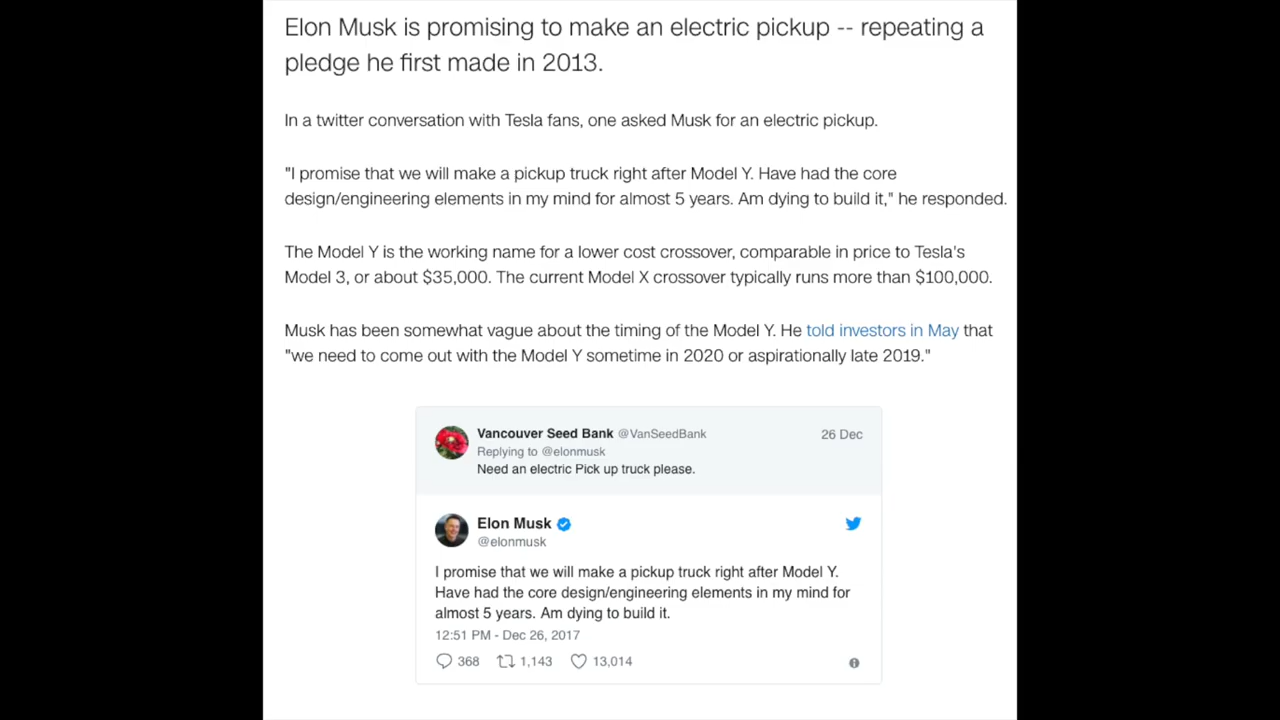 Elon Musk is promising to make an electric pickup -- repeating a
pledge he first made in 2013.
In a twitter conversation with Tesla fans, one asked Musk for an electric pickup.
"I promise that we will make a pickup truck right after Model Y. Have had the core
design/engineering elements in my mind for almost 5 years. Am dying to build it," he responded.
The Model Y is the working name for a lower cost crossover, comparable in price to Tesla's
Model 3, or about $35,000. The current Model X crossover typically runs more than $100,000.
Musk has been somewhat vague about the timing of the Model Y. He told investors in May that
"we need to come out with the Model Y sometime in 2020 or aspirationally late 2019."
Vancouver Seed Bank @VanSeedBank 26 Dec
Replying to @elonmusk
Need an electric Pick up truck please.
Elon Musk
@elonmusk
I promise that we will make a pickup truck right after Model Y.
Have had the core design/engineering elements in my mind for
almost 5 years. Am dying to build it.
12:51 PM - Dec 26, 2017
368 1,143 13,014